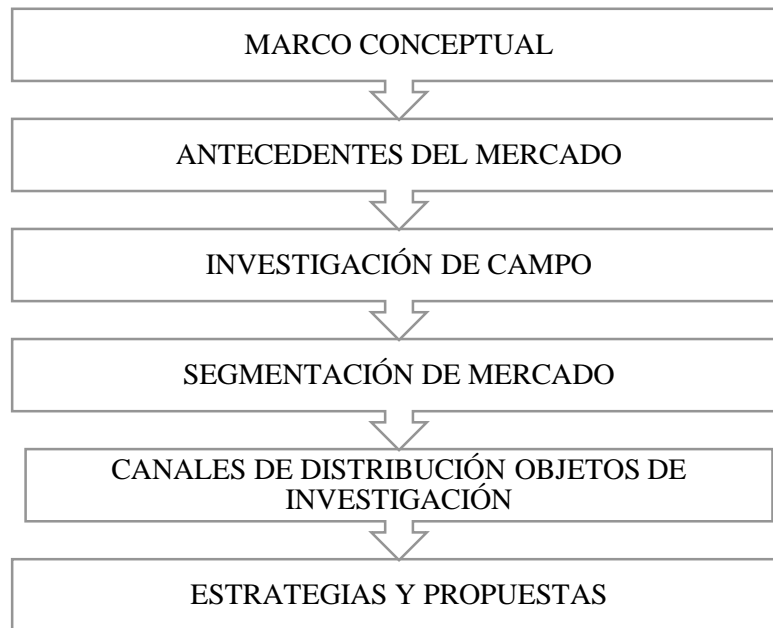 MARCO CONCEPTUAL
ANTECEDENTES DEL MERCADO
INVESTIGACIÓN DE CAMPO
SEGMENTACIÓN DE MERCADO
CANALES DE DISTRIBUCIÓN OBJETOS DE
INVESTIGACIÓN
ESTRATEGIAS Y PROPUESTAS